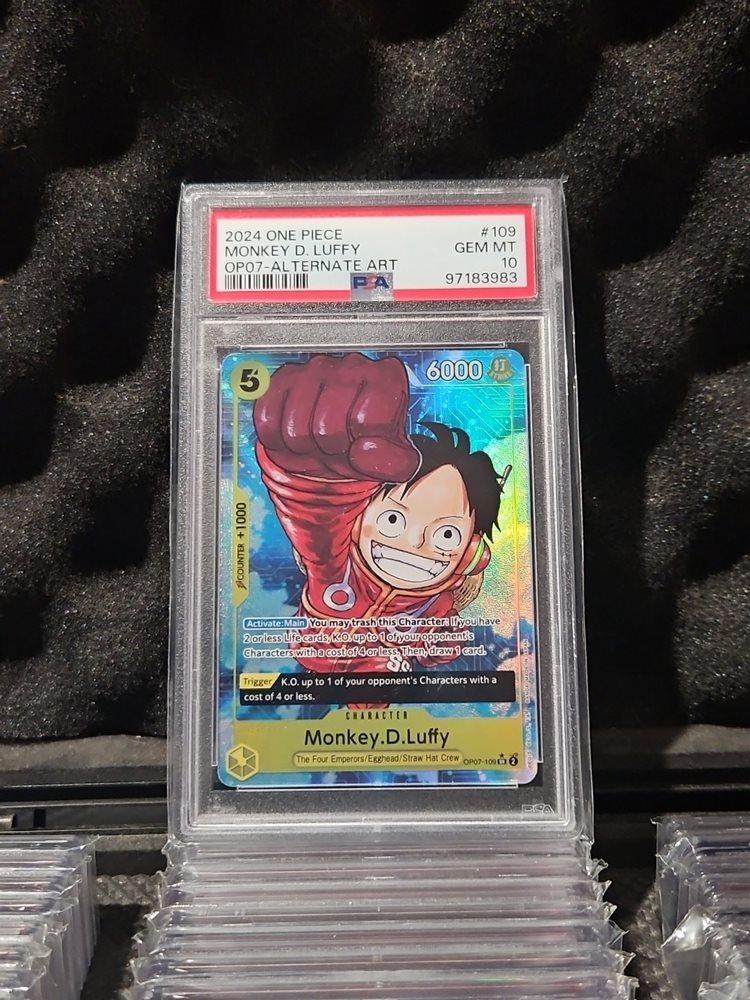 2024 ONE PIECE #109
MONKEY D. LUFFY GEM MT
OP07-ALTERNATE ART 10
PSA 97183983
5 6000 打
COUNTER +1000
Activate:Main You may trash this Character: If you have
2 or less Life cards, K.O. up to 1 of your opponent's
Characters with a cost of 4 or less. Then, draw 1 card.
Trigger K.O. up to 1 of your opponent's Characters with a
cost of 4 or less.
CHARACTER
Monkey.D.Luffy
The Four Emperors/Egghead/Straw Hat Crew OP07-109 SR 2
PSA